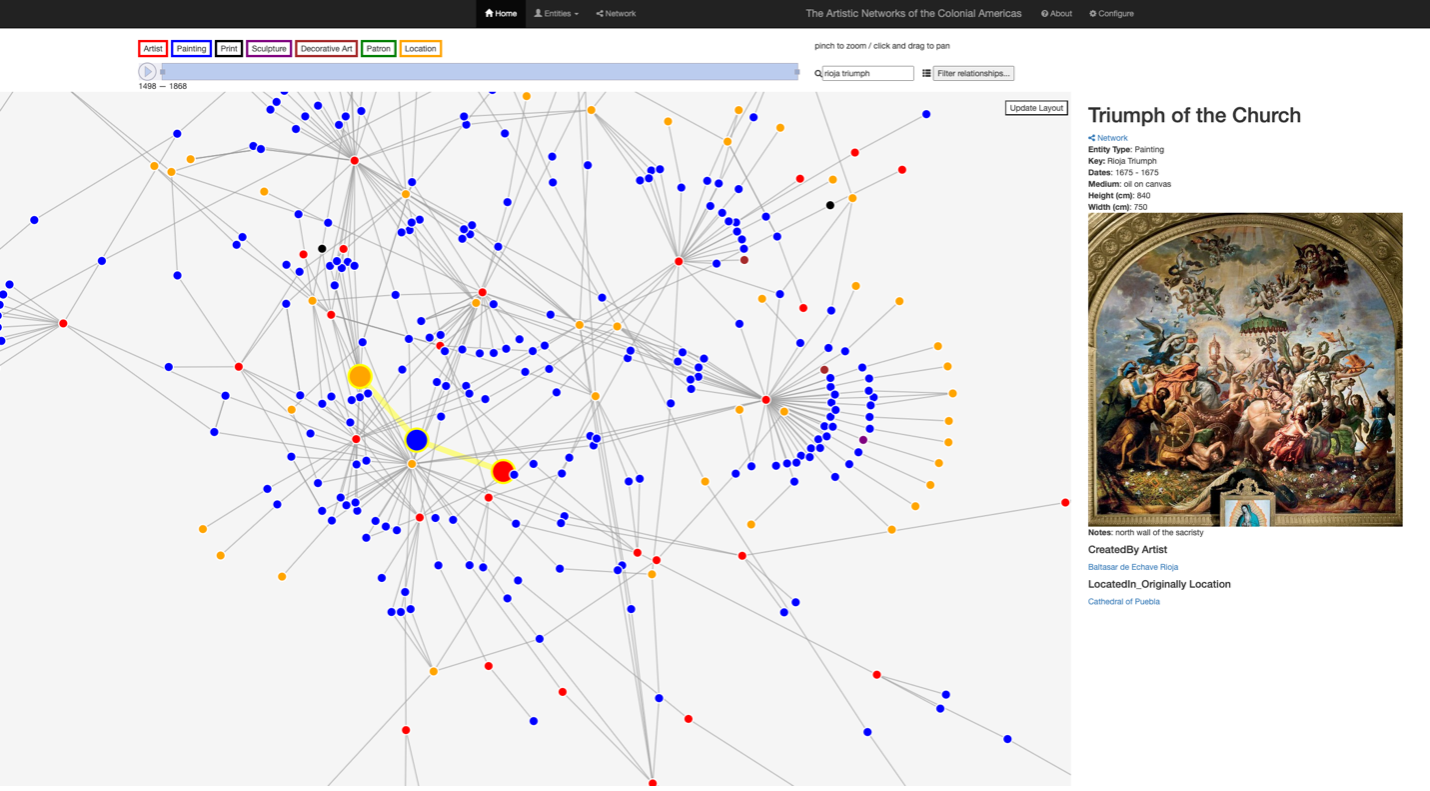 Home Entities Network The Artistic Networks of the Colonial Americas About Configure
Artist Painting Print Sculpture Decorative Art Patron Location
pinch to zoom / click and drag to pan
rioja triumph Filter relationships...
1498 — 1868
Update Layout
Triumph of the Church
Network
Entity Type: Painting
Key: Rioja Triumph
Dates: 1675 - 1675
Medium: oil on canvas
Height (cm): 840
Width (cm): 750
Notes: north wall of the sacristy
CreatedBy Artist
Baltasar de Echave Rioja
LocatedIn_Originally Location
Cathedral of Puebla